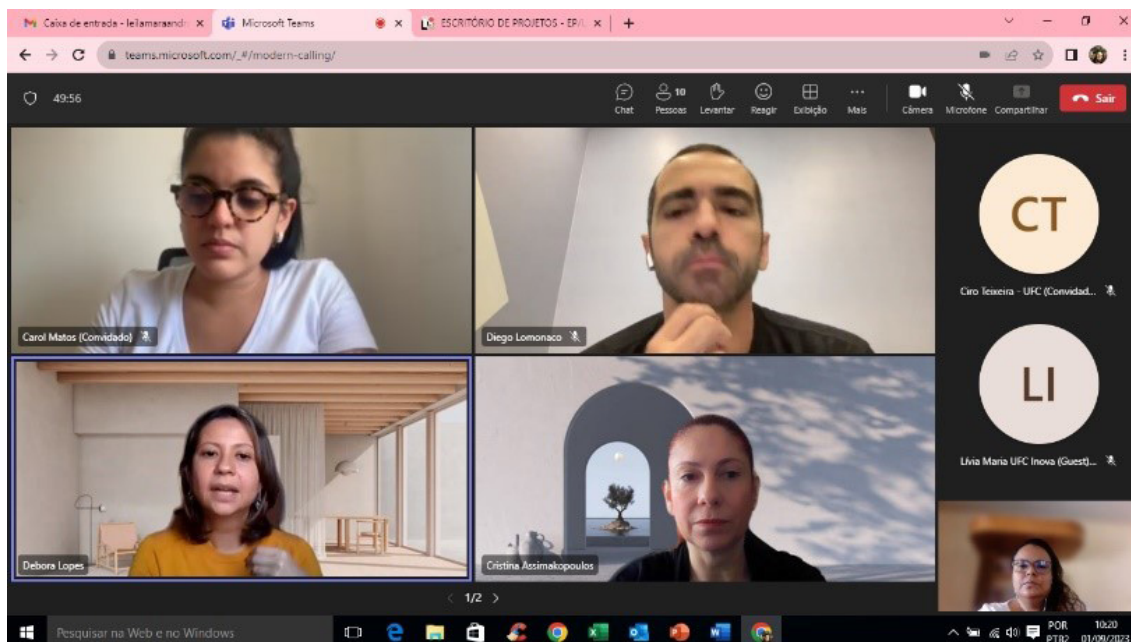 Caixa de entrada - leilamaraandr
Microsoft Teams
ESCRITÓRIO DE PROJETOS - EP/
teams.microsoft.com/_#/modern-calling/
49:56
Chat
10
Pessoas
Levantar
Reagir
Exibição
Mais
Câmera
Microfone
Compartilhar
Sair
Carol Matos (Convidado)
Diego Lomonaco
CT
Ciro Teixeira - UFC (Convidad...
LI
Lívia Maria UFC Inova (Guest)...
Debora Lopes
Cristina Assimakopoulos
1/2
Pesquisar na Web e no Windows
POR
PTB2
10:20
01/09/2023